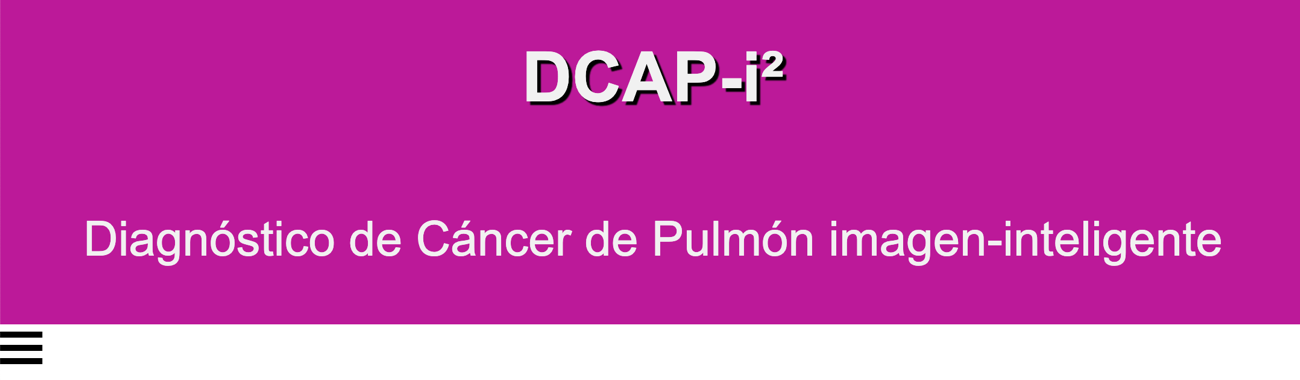 DCAP-i²
Diagnóstico de Cáncer de Pulmón imagen-inteligente